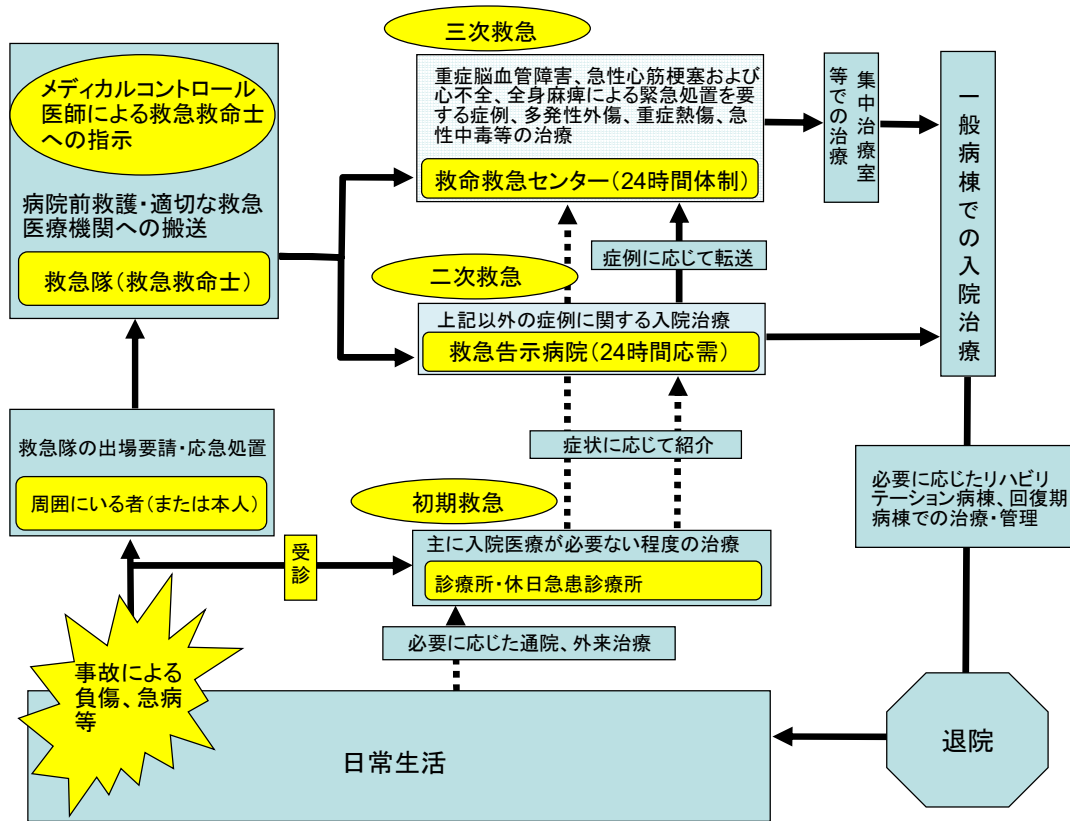 三次救急
重症脳血管障害、急性心筋梗塞および
心不全、全身麻痺による緊急処置を要
する症例、多発性外傷、重症熱傷、急
性中毒等の治療
救命救急センター(24時間体制)
集中治療室
等での治療
一般病棟での入院治療
メディカルコントロール
医師による救急救命士
への指示
病院前救護・適切な救急
医療機関への搬送
救急隊(救急救命士)
症例に応じて転送
二次救急
上記以外の症例に関する入院治療
救急告示病院(24時間応需)
救急隊の出場要請・応急処置
周囲にいる者(または本人)
症状に応じて紹介
必要に応じたリハビリ
テーション病棟、回復期
病棟での治療・管理
初期救急
主に入院医療が必要ない程度の治療
診療所・休日急患診療所
受診
必要に応じた通院、外来治療
事故による
負傷、急病
等
日常生活
退院